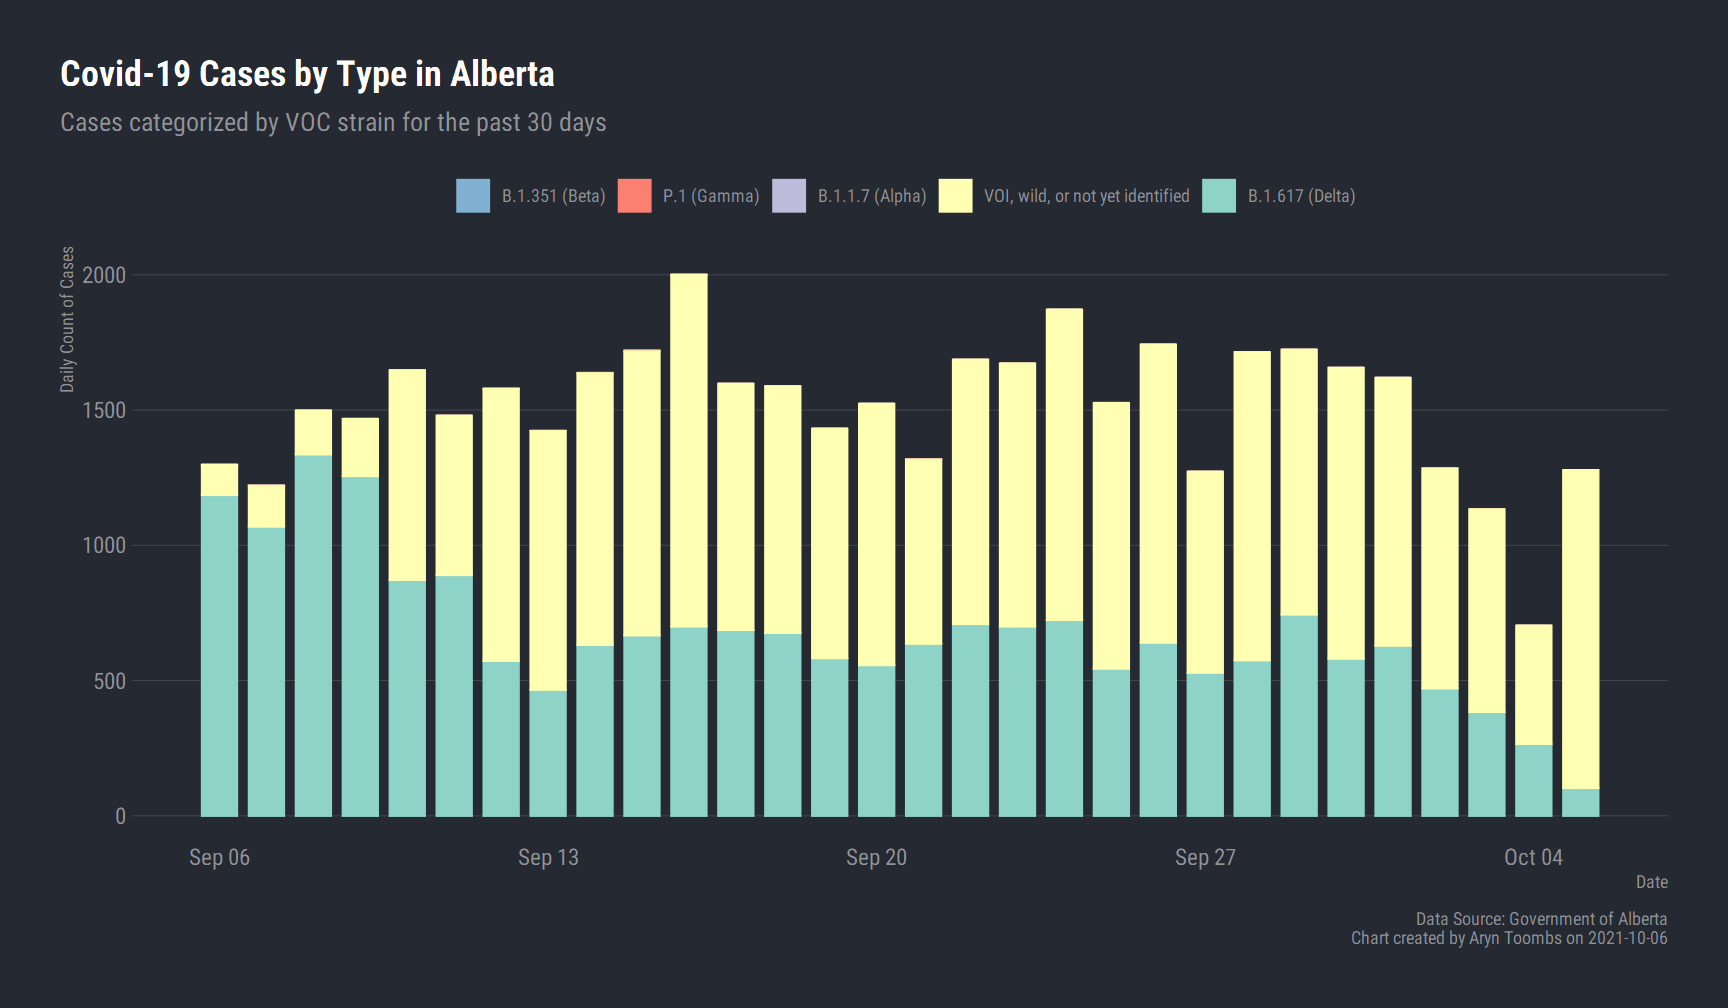 Covid-19 Cases by Type in Alberta
Cases categorized by VOC strain for the past 30 days
B.1.351 (Beta)
P.1 (Gamma)
B.1.1.7 (Alpha)
VOI, wild, or not yet identified
B.1.617 (Delta)
Daily Count of Cases
2000
1500
1000
500
0
Sep 06
Sep 13
Sep 20
Sep 27
Oct 04
Date
Data Source: Government of Alberta
Chart created by Aryn Toombs on 2021-10-06